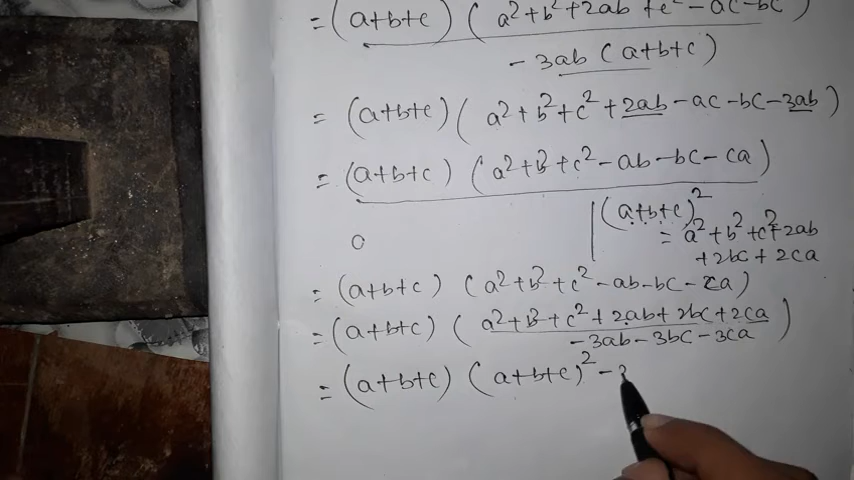 = (a+b+c) ( a² + b² + 2ab + c² - ac - bc )
- 3ab ( a+b+c )
= (a+b+c) ( a² + b² + c² + 2ab - ac - bc - 3ab )
= (a+b+c) ( a² + b² + c² - ab - bc - ca )
(a+b+c)²
= a² + b² + c² + 2ab
+ 2bc + 2ca
= (a+b+c) ( a² + b² + c² - ab - bc - ca )
= (a+b+c) ( a² + b² + c² + 2ab + 2bc + 2ca
- 3ab - 3bc - 3ca )
= (a+b+c) (a+b+c)² -